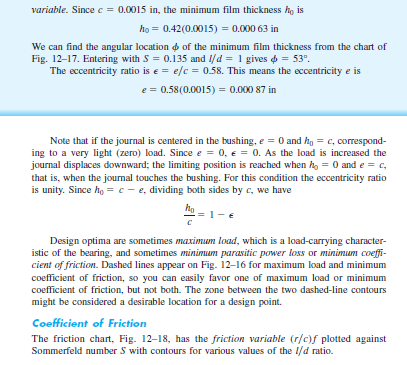 variable. Since c = 0.0015 in, the minimum film thickness h₀ is
h₀ = 0.42(0.0015) = 0.000 63 in
We can find the angular location ϕ of the minimum film thickness from the chart of
Fig. 12–17. Entering with S = 0.135 and l/d = 1 gives ϕ = 53°.
The eccentricity ratio is ϵ = e/c = 0.58. This means the eccentricity e is
e = 0.58(0.0015) = 0.000 87 in
Note that if the journal is centered in the bushing, e = 0 and h₀ = c, correspond-
ing to a very light (zero) load. Since e = 0, ϵ = 0. As the load is increased the
journal displaces downward; the limiting position is reached when h₀ = 0 and e = c,
that is, when the journal touches the bushing. For this condition the eccentricity ratio
is unity. Since h₀ = c − e, dividing both sides by c, we have
h₀/c = 1 − ϵ
Design optima are sometimes maximum load, which is a load-carrying character-
istic of the bearing, and sometimes minimum parasitic power loss or minimum coeffi-
cient of friction. Dashed lines appear on Fig. 12–16 for maximum load and minimum
coefficient of friction, so you can easily favor one of maximum load or minimum
coefficient of friction, but not both. The zone between the two dashed-line contours
might be considered a desirable location for a design point.
Coefficient of Friction
The friction chart, Fig. 12–18, has the friction variable (r/c)f plotted against
Sommerfeld number S with contours for various values of the l/d ratio.